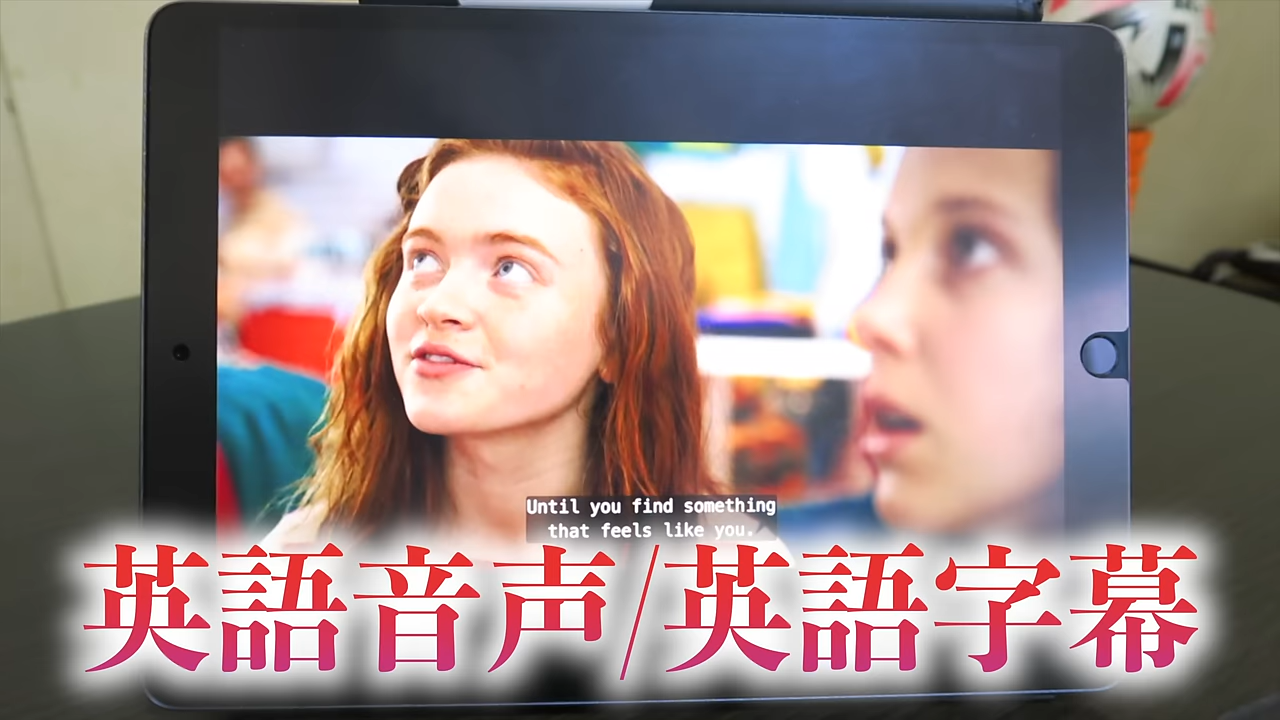 Until you find something
that feels like you.
英語音声/英語字幕